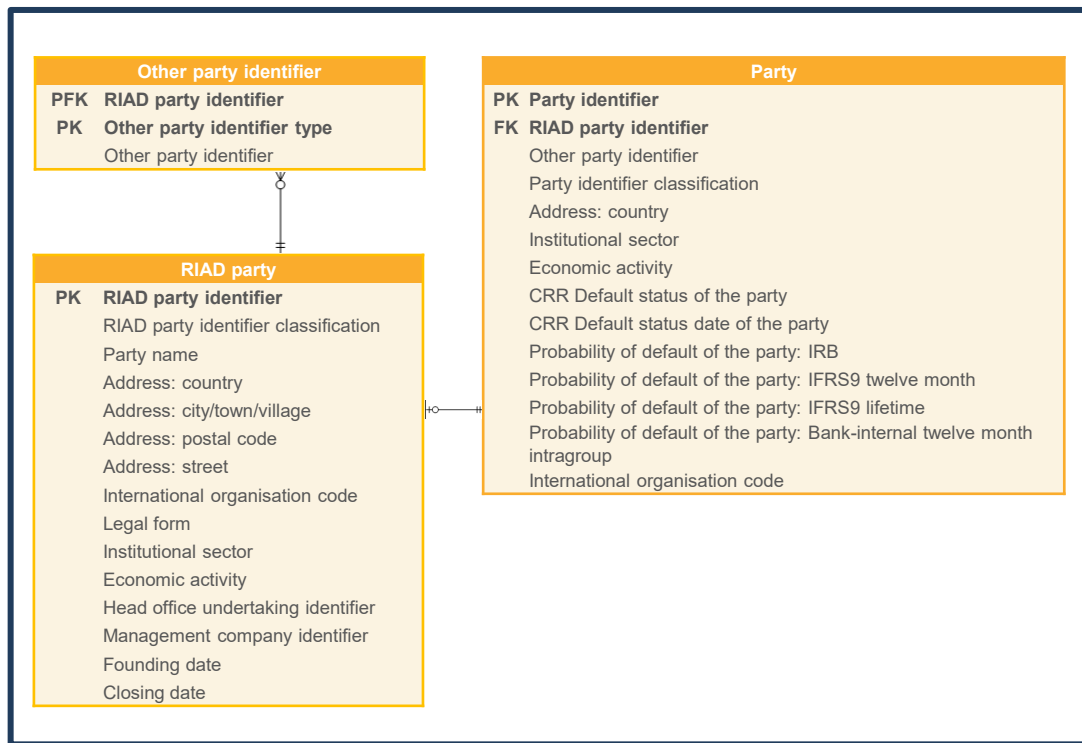 Other party identifier
PFK RIAD party identifier
PK Other party identifier type
Other party identifier
RIAD party
PK RIAD party identifier
RIAD party identifier classification
Party name
Address: country
Address: city/town/village
Address: postal code
Address: street
International organisation code
Legal form
Institutional sector
Economic activity
Head office undertaking identifier
Management company identifier
Founding date
Closing date
Party
PK Party identifier
FK RIAD party identifier
Other party identifier
Party identifier classification
Address: country
Institutional sector
Economic activity
CRR Default status of the party
CRR Default status date of the party
Probability of default of the party: IRB
Probability of default of the party: IFRS9 twelve month
Probability of default of the party: IFRS9 lifetime
Probability of default of the party: Bank-internal twelve month
intragroup
International organisation code